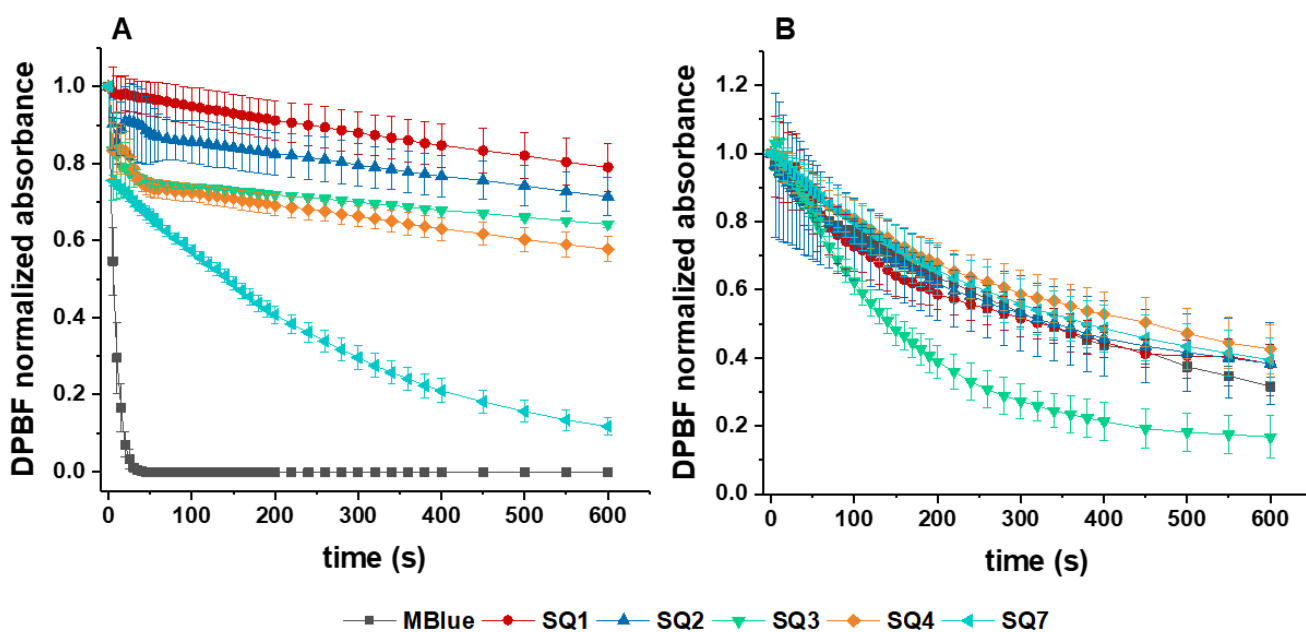 A
DPBF normalized absorbance
1.0
0.8
0.6
0.4
0.2
0.0
0 100 200 300 400 500 600
time (s)
B
DPBF normalized absorbance
1.2
1.0
0.8
0.6
0.4
0.2
0.0
0 100 200 300 400 500 600
time (s)
MBlue SQ1 SQ2 SQ3 SQ4 SQ7